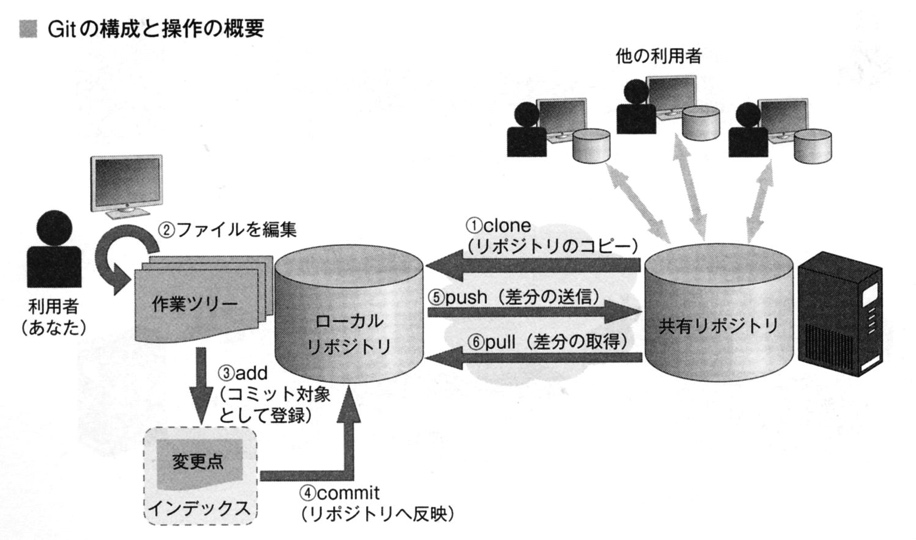 Gitの構成と操作の概要
他の利用者
①clone
（リポジトリのコピー）
②ファイルを編集
利用者
（あなた）
作業ツリー
ローカル
リポジトリ
⑤push（差分の送信）
共有リポジトリ
⑥pull（差分の取得）
③add
（コミット対象
として登録）
変更点
インデックス
④commit
（リポジトリへ反映）